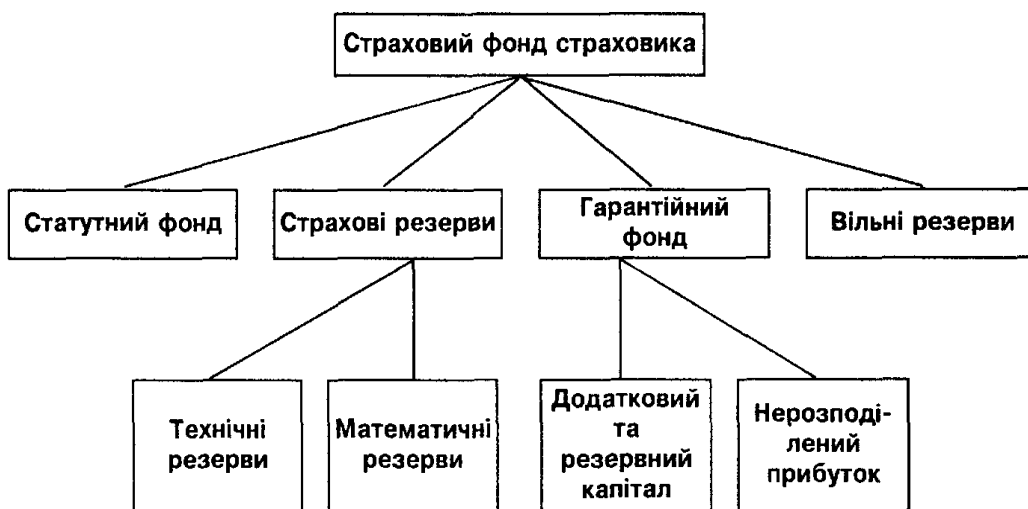 Страховий фонд страховика
Статутний фонд
Страхові резерви
Гарантійний
фонд
Вільні резерви
Технічні
резерви
Математичні
резерви
Додатковий
та
резервний
капітал
Нерозподі-
лений
прибуток